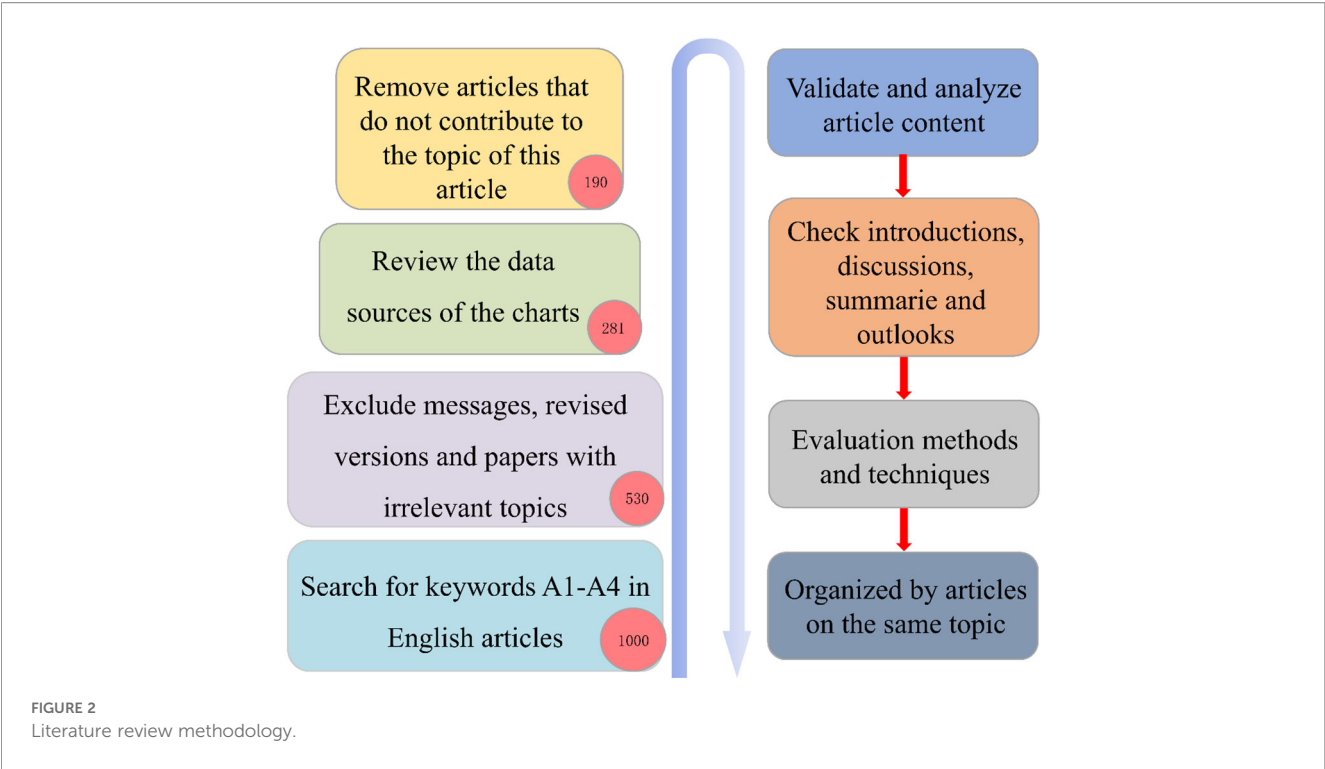 Remove articles that
do not contribute to
the topic of this
article
190
Review the data
sources of the charts
281
Exclude messages, revised
versions and papers with
irrelevant topics
530
Search for keywords A1-A4 in
English articles
1000
Validate and analyze
article content
Check introductions,
discussions,
summarie and
outlooks
Evaluation methods
and techniques
Organized by articles
on the same topic
FIGURE 2
Literature review methodology.